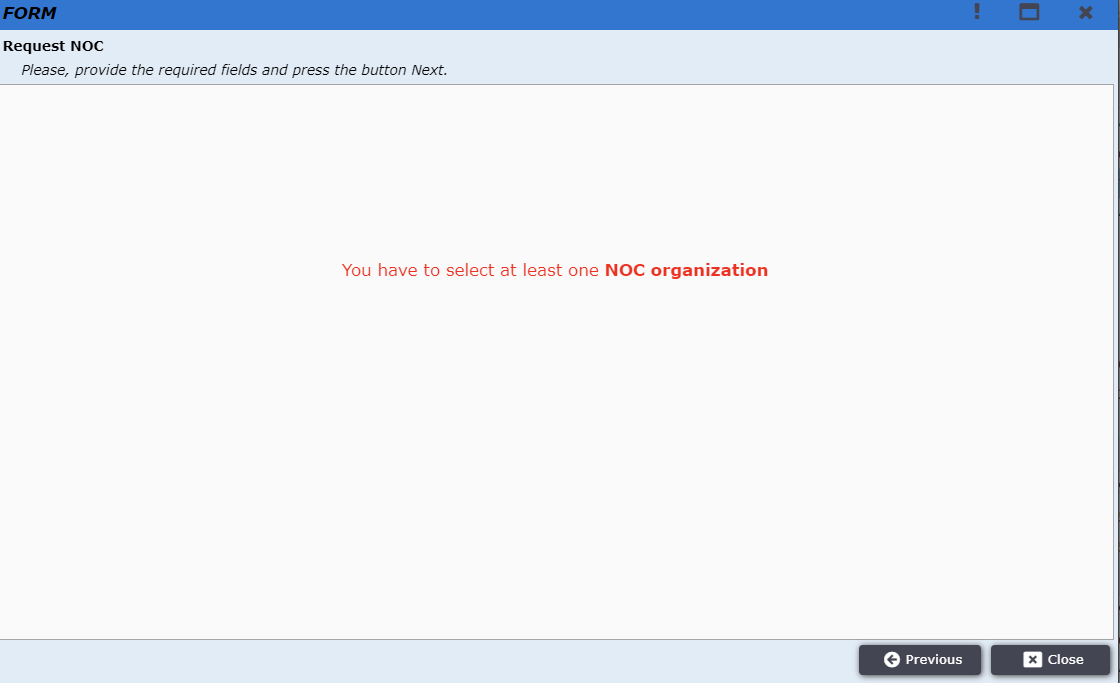 FORM
Request NOC
Please, provide the required fields and press the button Next.
You have to select at least one NOC organization
Previous
Close